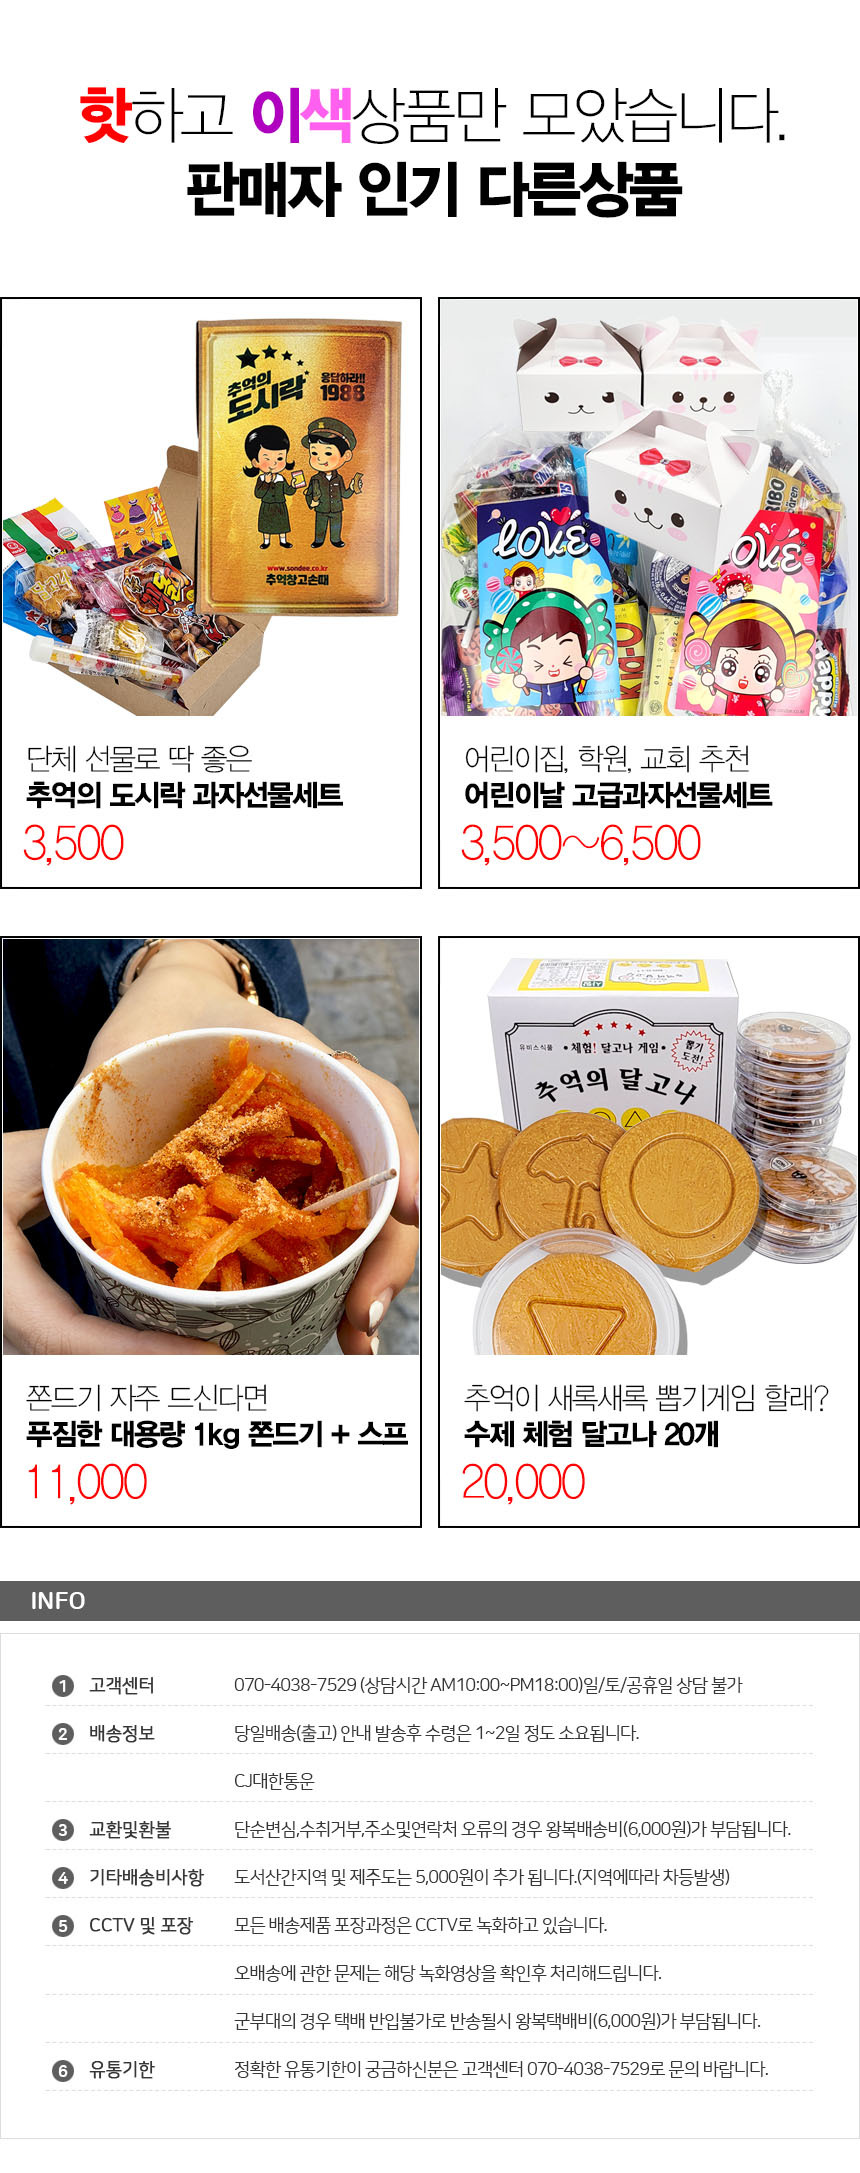 핫하고 이색상품만 모았습니다.
판매자 인기 다른상품
추억의
도시락
응답하라!!
1988
www.sondee.co.kr
추억창고손때
LOVE
LOVE
단체 선물로 딱 좋은
추억의 도시락 과자선물세트
3,500
어린이집, 학원, 교회 추천
어린이날 고급과자선물세트
3,500~6,500
유비스식품
• 체험! 달고나 게임 •
뽑기
도전!
추억의 달고나
쫀드기 자주 드신다면
푸짐한 대용량 1kg 쫀드기 + 스프
11,000
추억이 새록새록 뽑기게임 할래?
수제 체험 달고나 20개
20,000
INFO
1 고객센터 070-4038-7529 (상담시간 AM10:00~PM18:00)일/토/공휴일 상담 불가
2 배송정보 당일배송(출고) 안내 발송후 수령은 1~2일 정도 소요됩니다.
CJ대한통운
3 교환및환불 단순변심,수취거부,주소및연락처 오류의 경우 왕복배송비(6,000원)가 부담됩니다.
4 기타배송비사항 도서산간지역 및 제주도는 5,000원이 추가 됩니다.(지역에따라 차등발생)
5 CCTV 및 포장 모든 배송제품 포장과정은 CCTV로 녹화하고 있습니다.
오배송에 관한 문제는 해당 녹화영상을 확인후 처리해드립니다.
군부대의 경우 택배 반입불가로 반송될시 왕복택배비(6,000원)가 부담됩니다.
6 유통기한 정확한 유통기한이 궁금하신분은 고객센터 070-4038-7529로 문의 바랍니다.